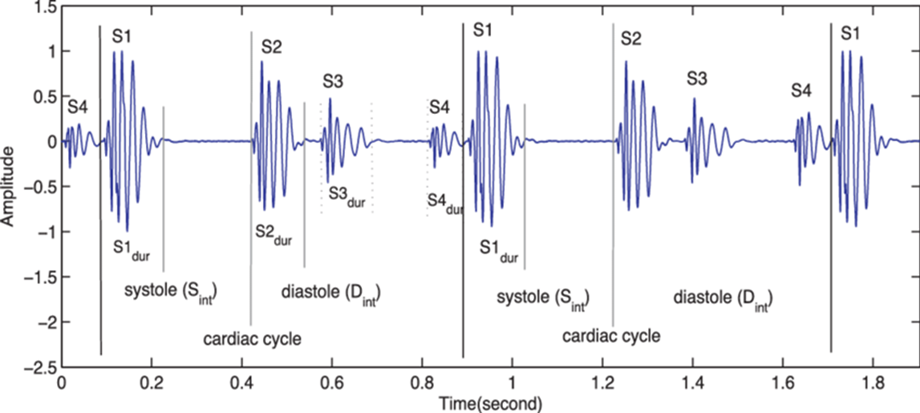 1.5
1
0.5
0
−0.5
−1
−1.5
−2
−2.5
Amplitude
S4
S1
S2
S3
S4
S1
S2
S3
S4
S1
S1dur
S2dur
S3dur
S4dur
S1dur
systole (Sint)
diastole (Dint)
systole (Sint)
diastole (Dint)
cardiac cycle
cardiac cycle
0 0.2 0.4 0.6 0.8 1 1.2 1.4 1.6 1.8
Time(second)